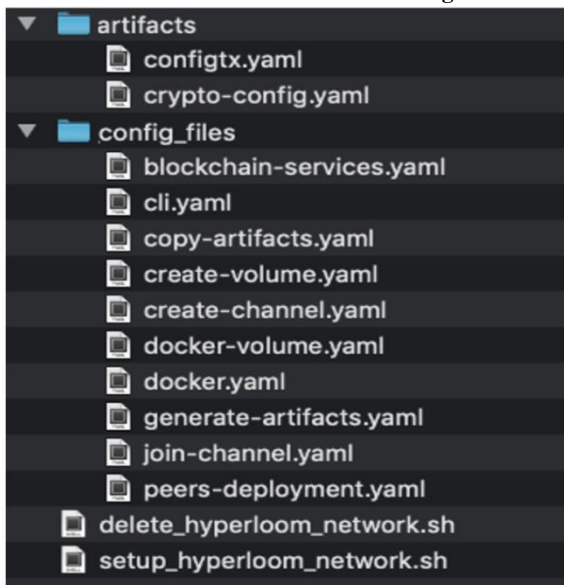 artifacts
configtx.yaml
crypto-config.yaml
config_files
blockchain-services.yaml
cli.yaml
copy-artifacts.yaml
create-volume.yaml
create-channel.yaml
docker-volume.yaml
docker.yaml
generate-artifacts.yaml
join-channel.yaml
peers-deployment.yaml
delete_hyperloom_network.sh
setup_hyperloom_network.sh